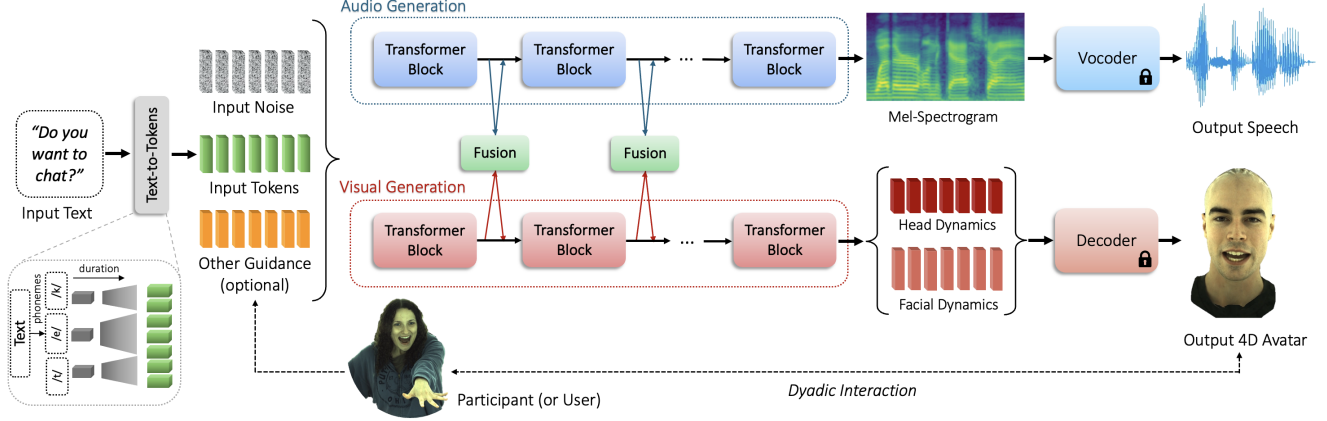 Audio Generation
Transformer
Block
Transformer
Block
...
Transformer
Block
Mel-Spectrogram
Vocoder
Output Speech
"Do you
want to
chat?"
Input Text
Text-to-Tokens
Input Noise
Input Tokens
Other Guidance
(optional)
Fusion
Fusion
Visual Generation
Transformer
Block
Transformer
Block
...
Transformer
Block
Head Dynamics
Facial Dynamics
Decoder
Output 4D Avatar
duration
phonemes
Text
/k/
/e/
/t/
Participant (or User)
Dyadic Interaction